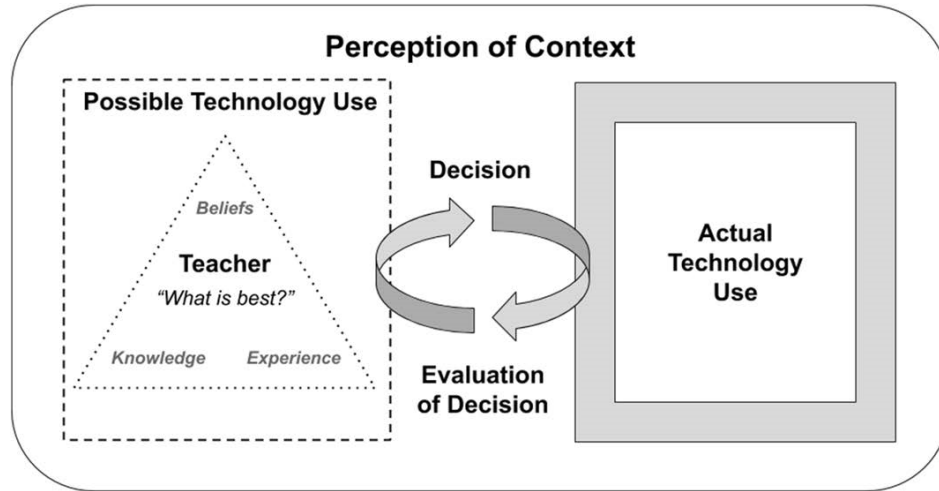 Perception of Context
Possible Technology Use
Beliefs
Teacher
“What is best?”
Knowledge Experience
Decision
Evaluation
of Decision
Actual
Technology
Use